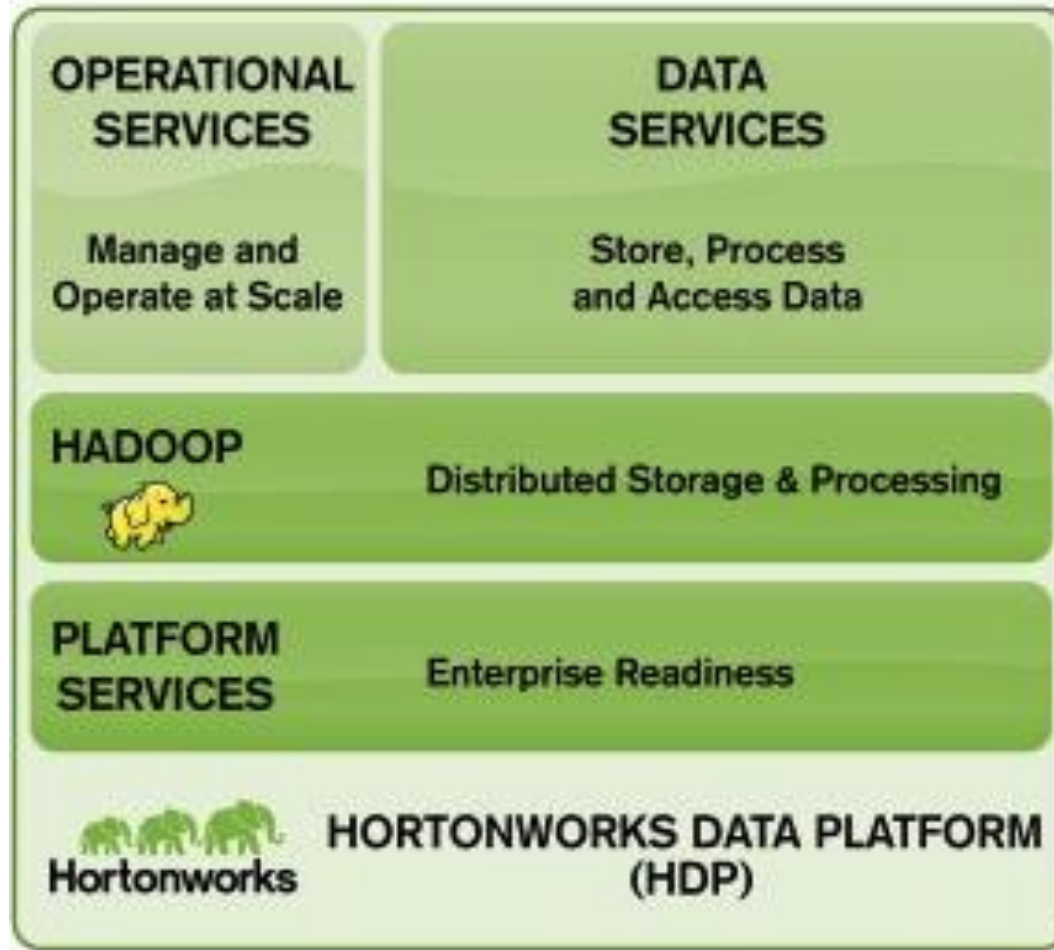 OPERATIONAL
SERVICES
Manage and
Operate at Scale
DATA
SERVICES
Store, Process
and Access Data
HADOOP
Distributed Storage & Processing
PLATFORM
SERVICES
Enterprise Readiness
Hortonworks
HORTONWORKS DATA PLATFORM
(HDP)